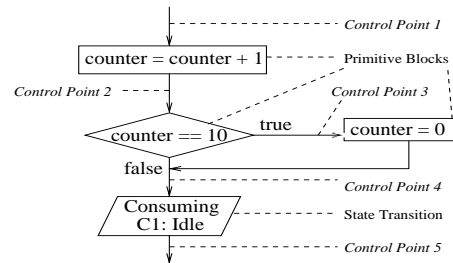 Control Point 1
counter = counter + 1
Primitive Blocks
Control Point 2
Control Point 3
counter == 10
true
counter = 0
false
Control Point 4
Consuming
C1: Idle
State Transition
Control Point 5